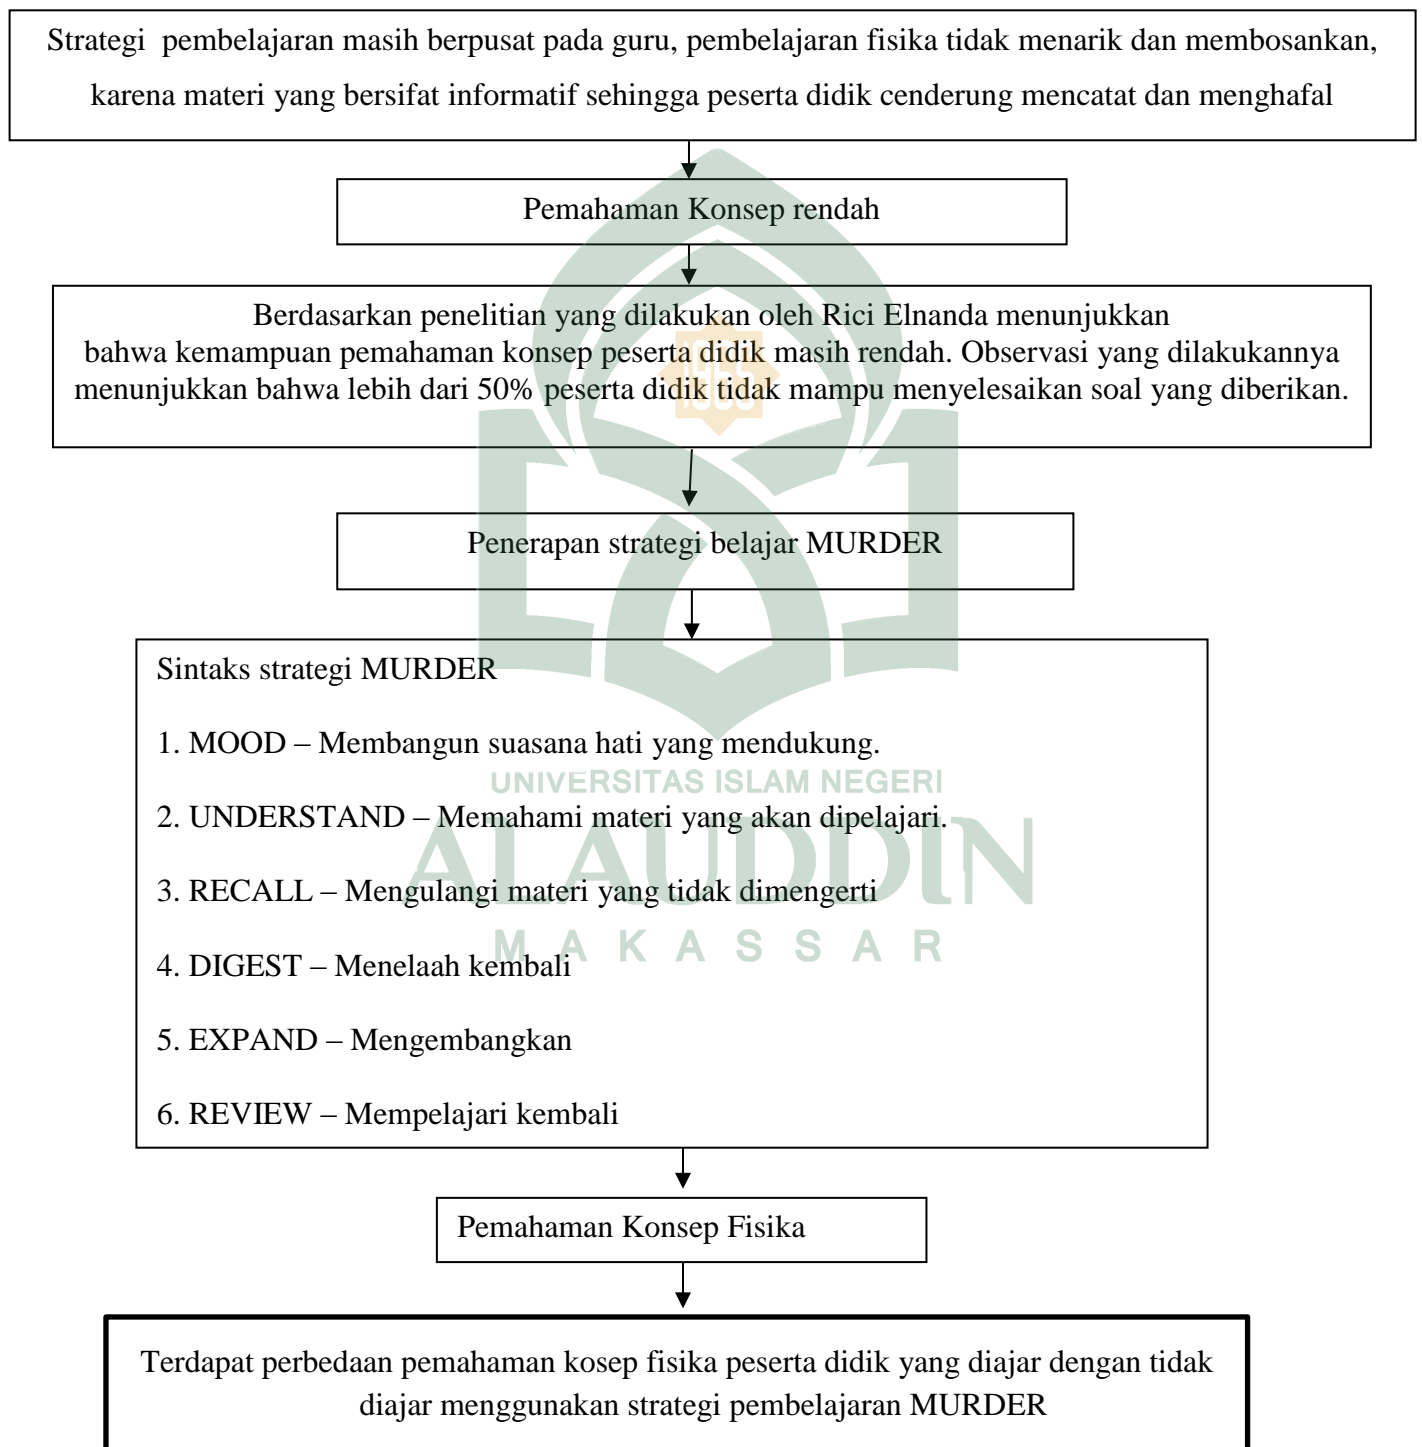 Strategi pembelajaran masih berpusat pada guru, pembelajaran fisika tidak menarik dan membosankan,
karena materi yang bersifat informatif sehingga peserta didik cenderung mencatat dan menghafal
Pemahaman Konsep rendah
Berdasarkan penelitian yang dilakukan oleh Rici Elnanda menunjukkan
bahwa kemampuan pemahaman konsep peserta didik masih rendah. Observasi yang dilakukannya
menunjukkan bahwa lebih dari 50% peserta didik tidak mampu menyelesaikan soal yang diberikan.
1965
Penerapan strategi belajar MURDER
Sintaks strategi MURDER
1. MOOD – Membangun suasana hati yang mendukung.
UNIVERSITAS ISLAM NEGERI
2. UNDERSTAND – Memahami materi yang akan dipelajari.
ALAUDDIN
3. RECALL – Mengulangi materi yang tidak dimengerti
MAKASSAR
4. DIGEST – Menelaah kembali
5. EXPAND – Mengembangkan
6. REVIEW – Mempelajari kembali
Pemahaman Konsep Fisika
Terdapat perbedaan pemahaman kosep fisika peserta didik yang diajar dengan tidak
diajar menggunakan strategi pembelajaran MURDER